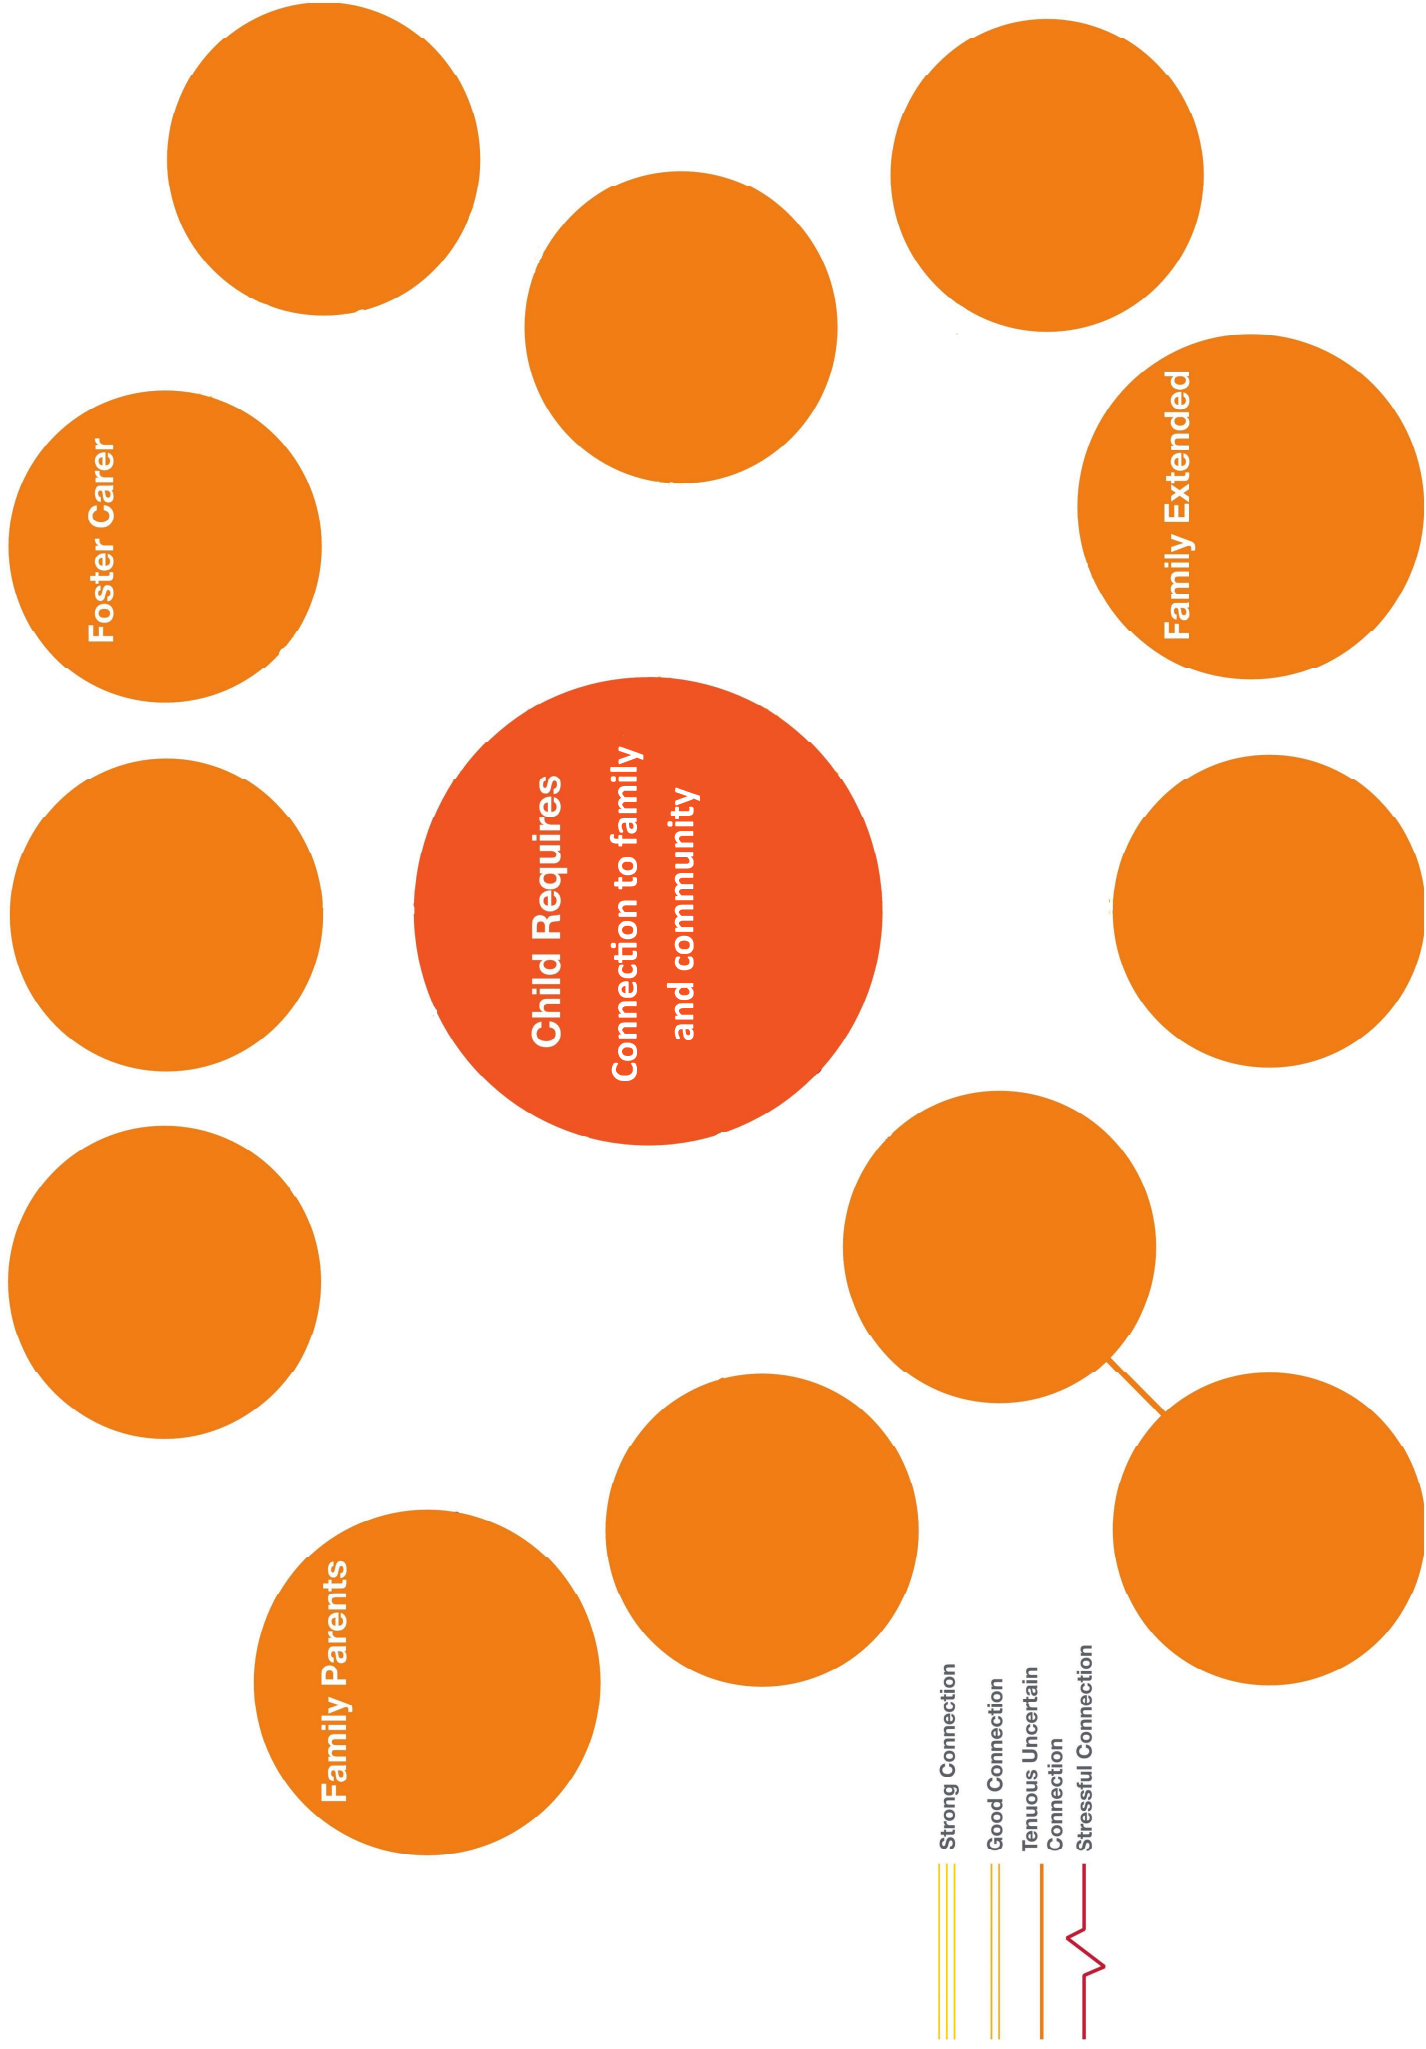 Foster Carer
Family Parents
Child Requires
Connection to family
and community
Family Extended
Strong Connection
Good Connection
Tenuous Uncertain
Connection
Stressful Connection